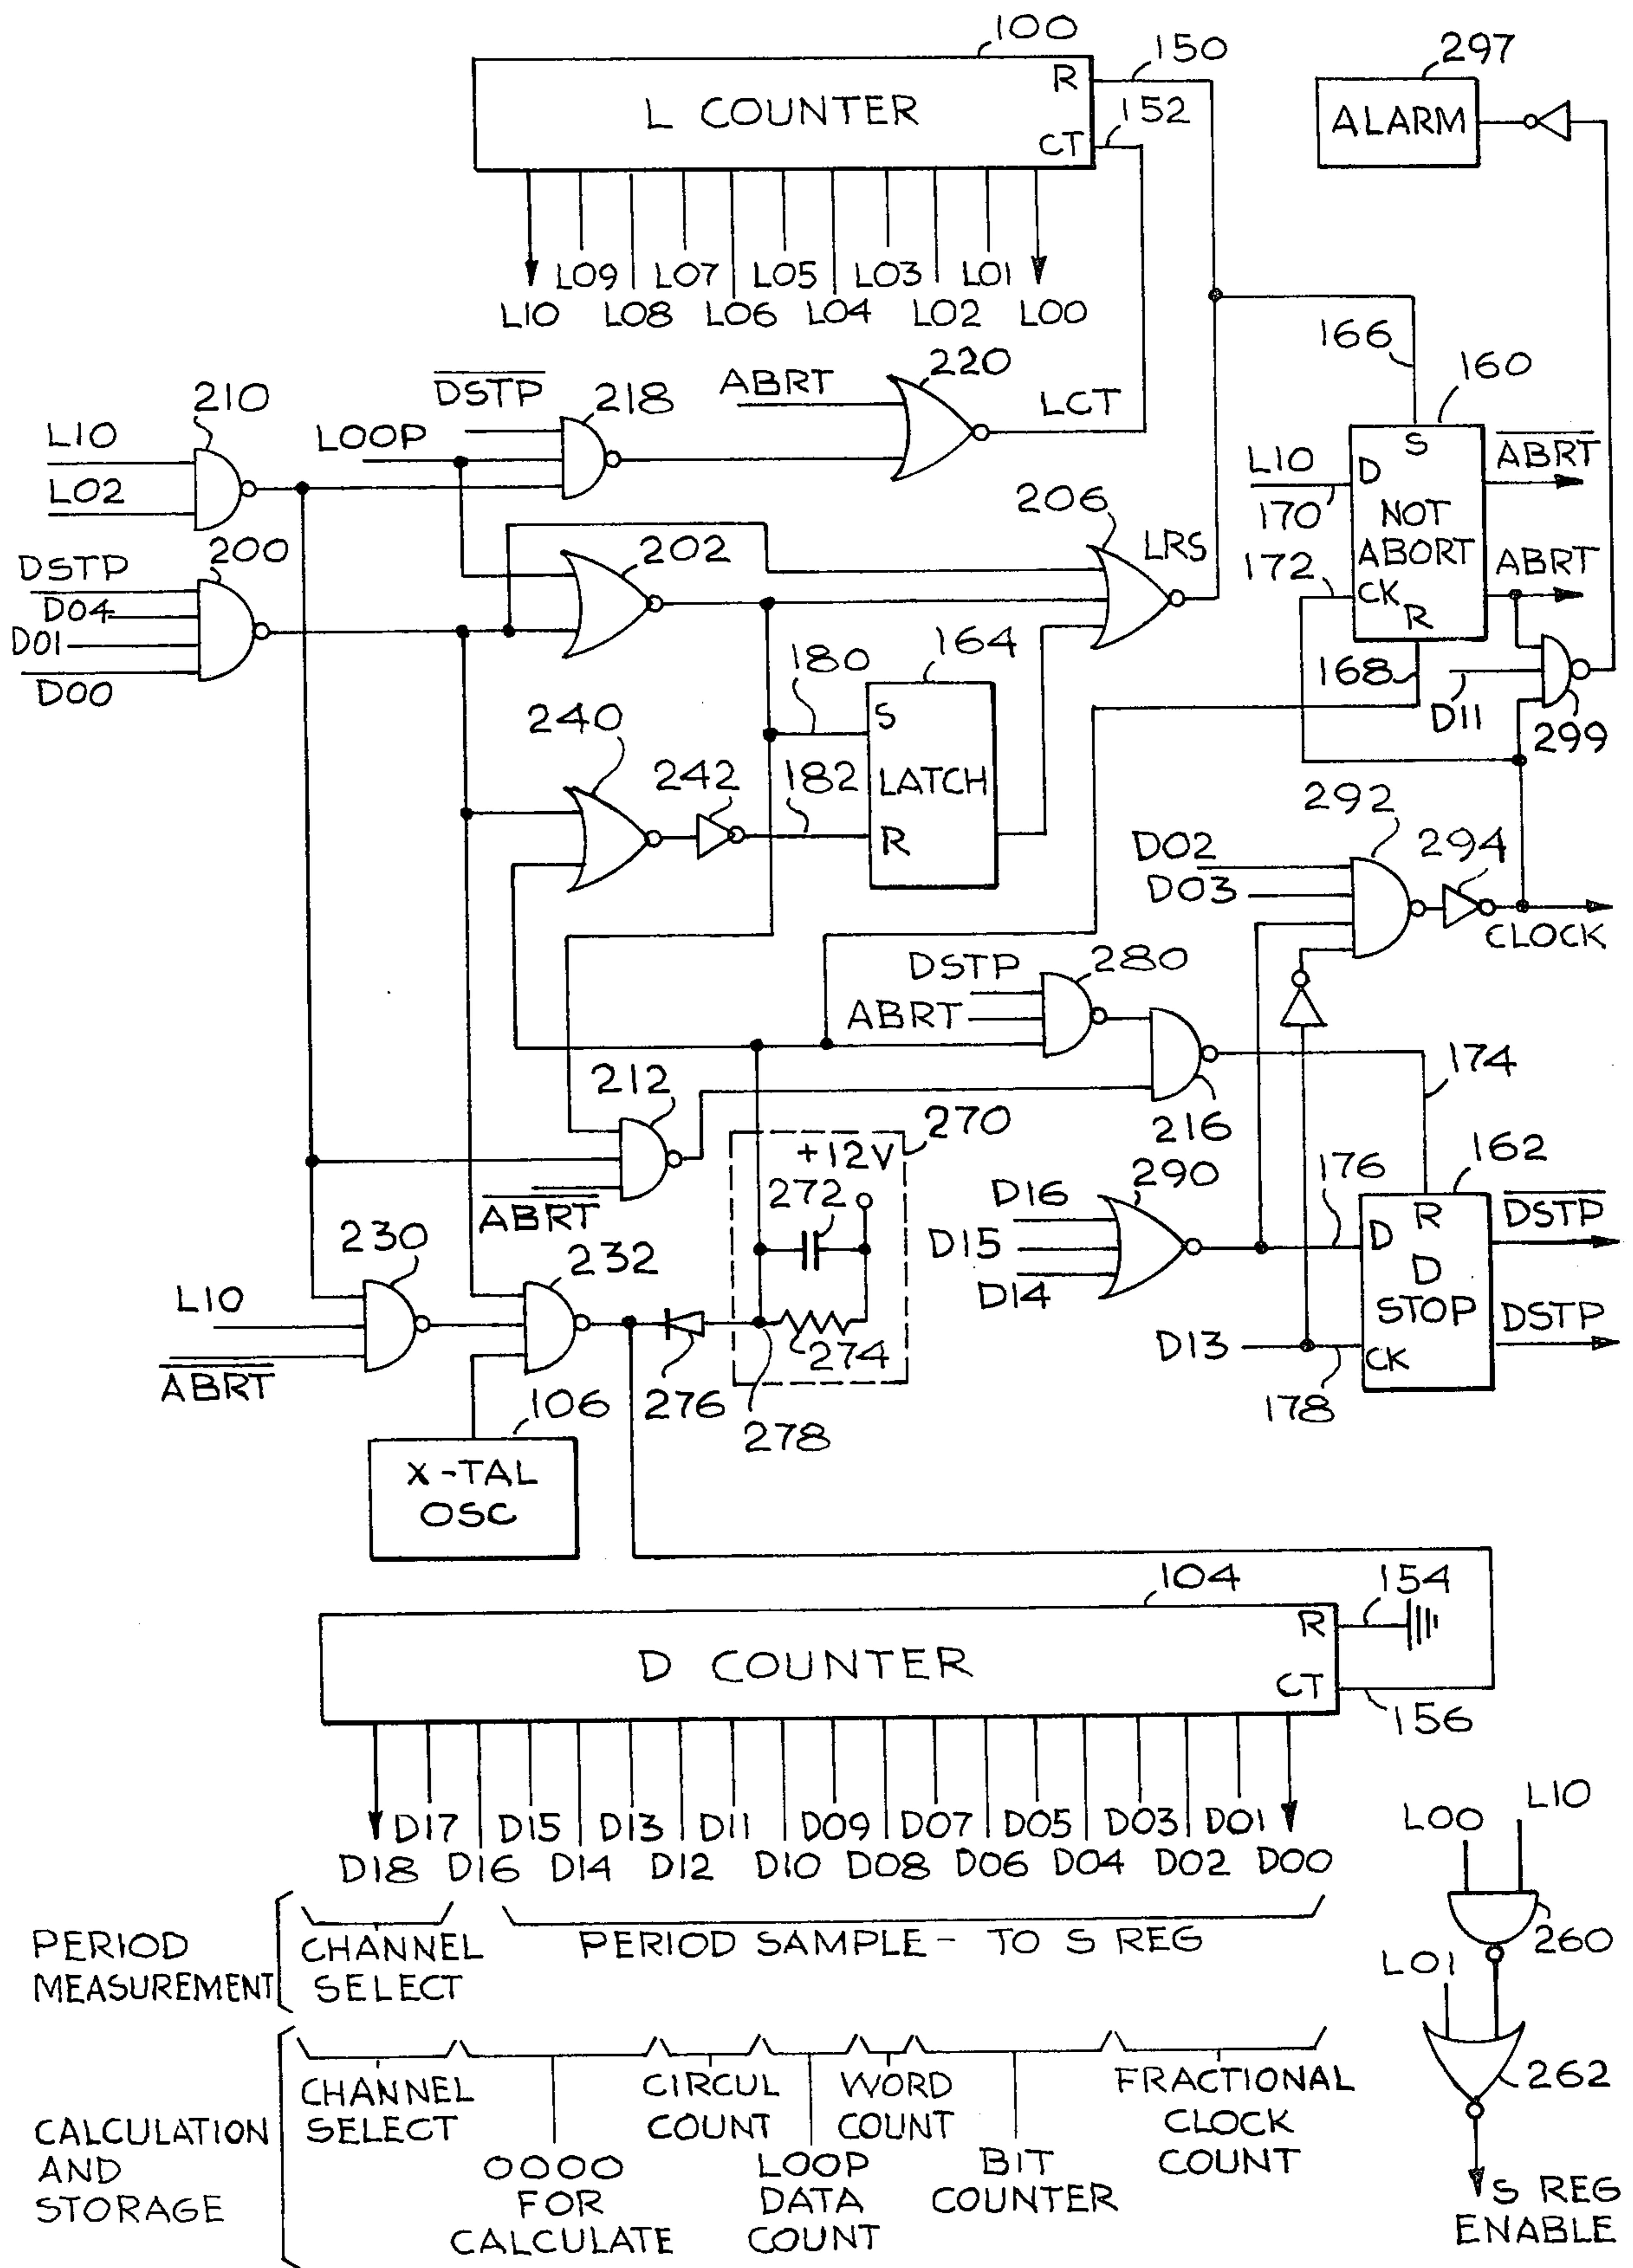 100
150
297
L COUNTER
R
CT
152
ALARM
L09 L07 L05 L03 L01
L10 L08 L06 L04 L02 L00
166
160
210
DSTP
218
ABRT
220
LCT
L10
LOOP
L02
S
D
NOT
ABORT
CK
R
L10
170
172
ABRT
ABRT
200
DSTP
D04
D01
D00
202
206
LRS
180
164
168
D11
299
240
242
182
S
LATCH
R
292
D02
D03
294
CLOCK
DSTP
280
ABRT
212
216
174
270
+12V
272
ABRT
290
D16
D15
D14
176
162
R
D
D
STOP
CK
DSTP
DSTP
230
232
L10
ABRT
274
D13
178
106
276
278
X-TAL
OSC
104
154
D COUNTER
R
CT
156
D17 D15 D13 D11 D09 D07 D05 D03 D01
D18 D16 D14 D12 D10 D08 D06 D04 D02 D00
L00
L10
260
L01
262
S REG
ENABLE
PERIOD
MEASUREMENT
CHANNEL
SELECT
PERIOD SAMPLE - TO S REG
CALCULATION
AND
STORAGE
CHANNEL
SELECT
0000
FOR
CALCULATE
CIRCUL
COUNT
LOOP
DATA
COUNT
WORD
COUNT
BIT
COUNTER
FRACTIONAL
CLOCK
COUNT